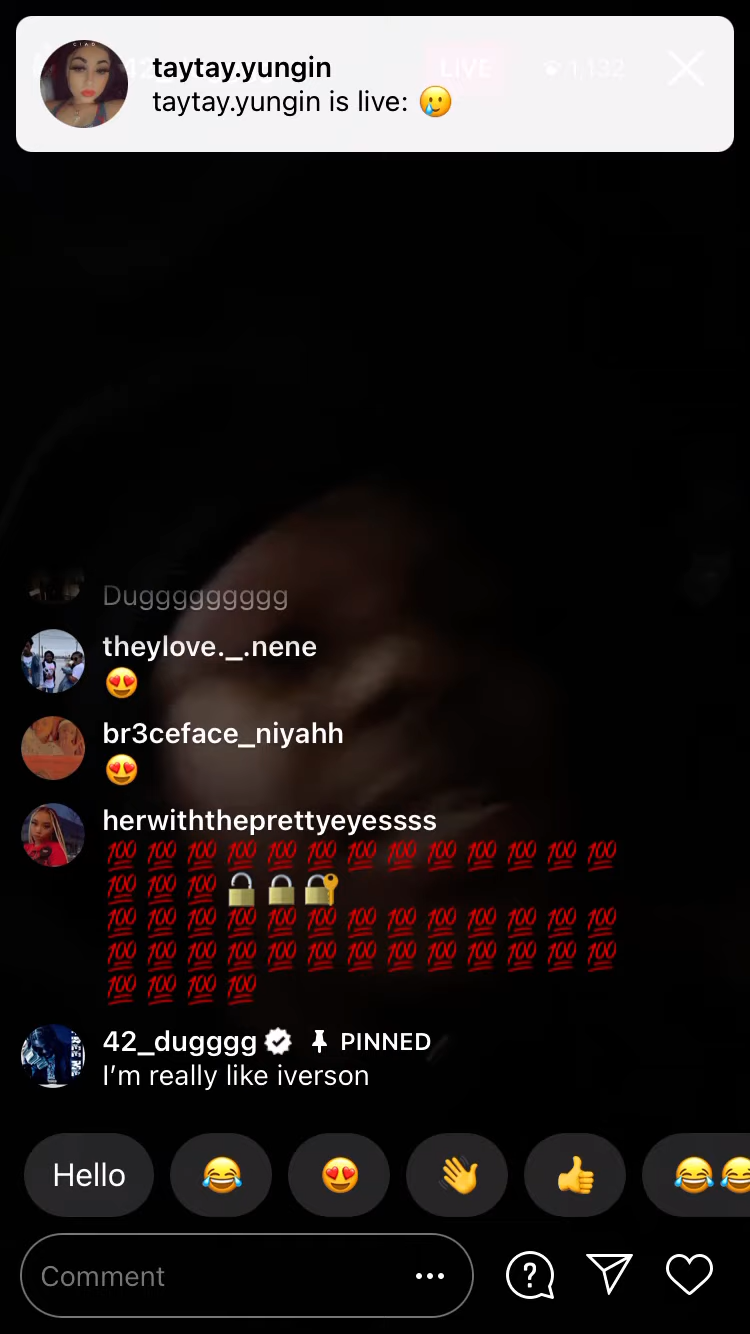 taytay.yungin
taytay.yungin is live: 🥲
LIVE
1,132
Dugggggggggg
theylove._.nene
😍
br3ceface_niyahh
😍
herwiththeprettyeyessss
💯💯💯💯💯💯💯💯💯💯💯💯💯
💯💯💯🔓🔒🔐
💯💯💯💯💯💯💯💯💯💯💯💯💯
💯💯💯💯💯💯💯💯💯💯💯💯💯
💯💯💯💯
42_dugggg PINNED
I’m really like iverson
Hello 😂 😍 👋 👍 😂😂
Comment